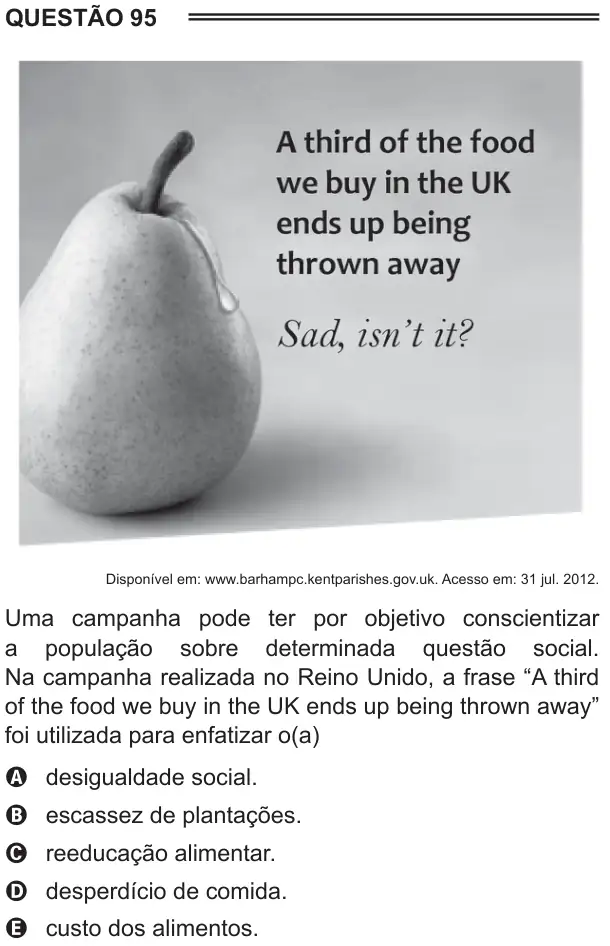 QUESTÃO 95
A third of the food
we buy in the UK
ends up being
thrown away
Sad, isn't it?
Disponível em: www.barhampc.kentparishes.gov.uk. Acesso em: 31 jul. 2012.
Uma campanha pode ter por objetivo conscientizar
a população sobre determinada questão social.
Na campanha realizada no Reino Unido, a frase “A third
of the food we buy in the UK ends up being thrown away”
foi utilizada para enfatizar o(a)
A desigualdade social.
B escassez de plantações.
C reeducação alimentar.
D desperdício de comida.
E custo dos alimentos.